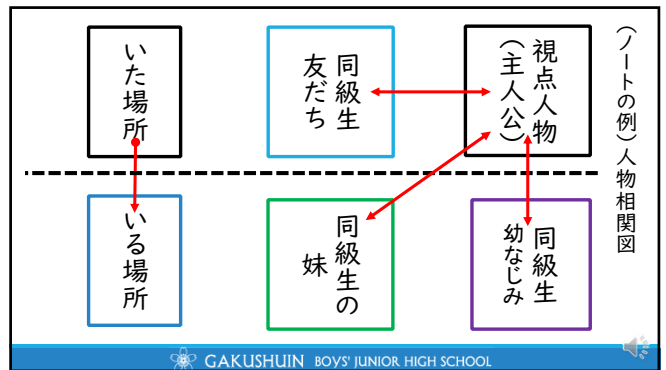 （ノートの例）人物相関図
視点人物
（主人公）
同級生
友だち
いた場所
同級生
幼なじみ
同級生の
妹
いる場所
GAKUSHUIN BOYS' JUNIOR HIGH SCHOOL